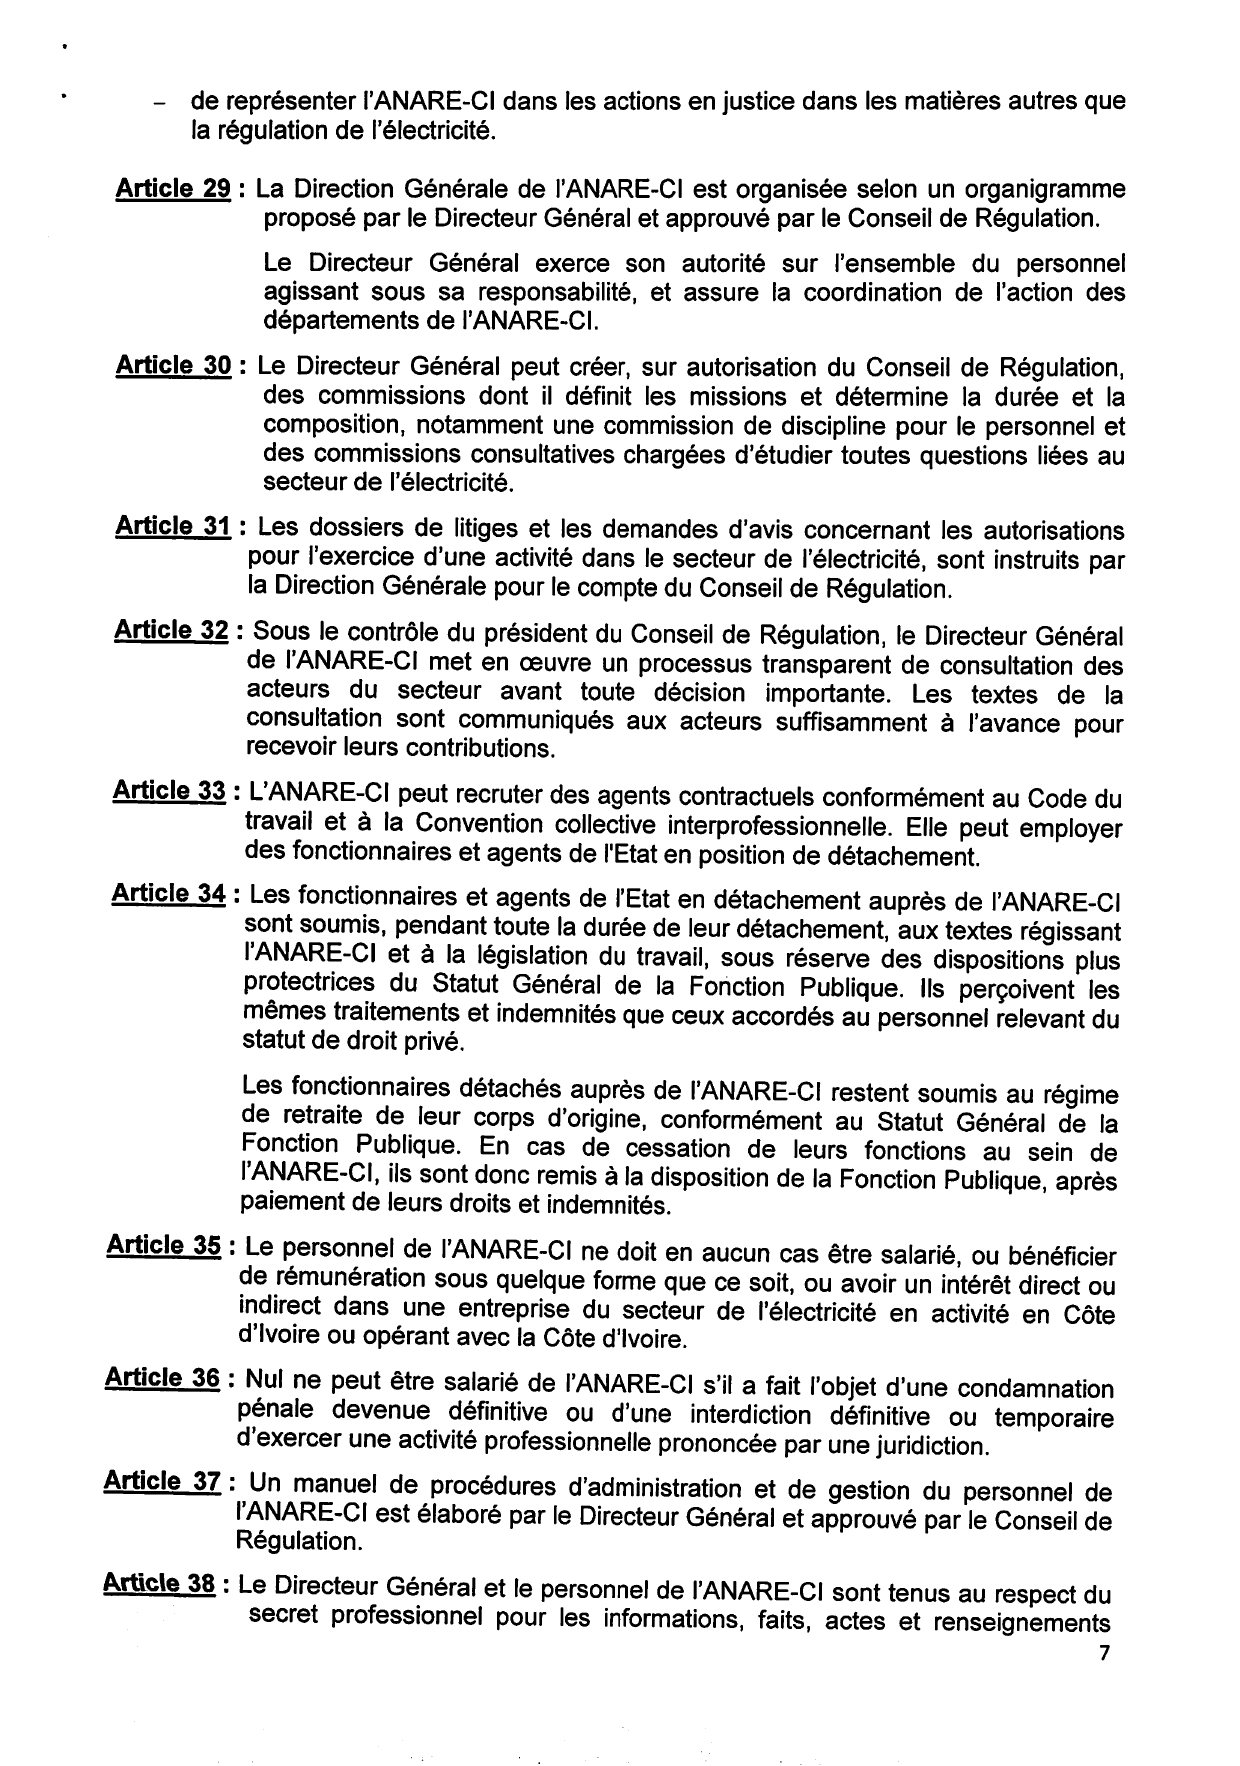 – de représenter l'ANARE-CI dans les actions en justice dans les matières autres que
la régulation de l'électricité.
Article 29 : La Direction Générale de l'ANARE-CI est organisée selon un organigramme
proposé par le Directeur Général et approuvé par le Conseil de Régulation.
Le Directeur Général exerce son autorité sur l'ensemble du personnel
agissant sous sa responsabilité, et assure la coordination de l'action des
départements de l'ANARE-CI.
Article 30 : Le Directeur Général peut créer, sur autorisation du Conseil de Régulation,
des commissions dont il définit les missions et détermine la durée et la
composition, notamment une commission de discipline pour le personnel et
des commissions consultatives chargées d'étudier toutes questions liées au
secteur de l'électricité.
Article 31 : Les dossiers de litiges et les demandes d'avis concernant les autorisations
pour l'exercice d'une activité dans le secteur de l'électricité, sont instruits par
la Direction Générale pour le compte du Conseil de Régulation.
Article 32 : Sous le contrôle du président du Conseil de Régulation, le Directeur Général
de l'ANARE-CI met en œuvre un processus transparent de consultation des
acteurs du secteur avant toute décision importante. Les textes de la
consultation sont communiqués aux acteurs suffisamment à l'avance pour
recevoir leurs contributions.
Article 33 : L'ANARE-CI peut recruter des agents contractuels conformément au Code du
travail et à la Convention collective interprofessionnelle. Elle peut employer
des fonctionnaires et agents de l'Etat en position de détachement.
Article 34 : Les fonctionnaires et agents de l'Etat en détachement auprès de l'ANARE-CI
sont soumis, pendant toute la durée de leur détachement, aux textes régissant
l'ANARE-CI et à la législation du travail, sous réserve des dispositions plus
protectrices du Statut Général de la Fonction Publique. Ils perçoivent les
mêmes traitements et indemnités que ceux accordés au personnel relevant du
statut de droit privé.
Les fonctionnaires détachés auprès de l'ANARE-CI restent soumis au régime
de retraite de leur corps d'origine, conformément au Statut Général de la
Fonction Publique. En cas de cessation de leurs fonctions au sein de
l'ANARE-CI, ils sont donc remis à la disposition de la Fonction Publique, après
paiement de leurs droits et indemnités.
Article 35 : Le personnel de l'ANARE-CI ne doit en aucun cas être salarié, ou bénéficier
de rémunération sous quelque forme que ce soit, ou avoir un intérêt direct ou
indirect dans une entreprise du secteur de l'électricité en activité en Côte
d'Ivoire ou opérant avec la Côte d'Ivoire.
Article 36 : Nul ne peut être salarié de l'ANARE-CI s'il a fait l'objet d'une condamnation
pénale devenue définitive ou d'une interdiction définitive ou temporaire
d'exercer une activité professionnelle prononcée par une juridiction.
Article 37 : Un manuel de procédures d'administration et de gestion du personnel de
l'ANARE-CI est élaboré par le Directeur Général et approuvé par le Conseil de
Régulation.
Article 38 : Le Directeur Général et le personnel de l'ANARE-CI sont tenus au respect du
secret professionnel pour les informations, faits, actes et renseignements
7